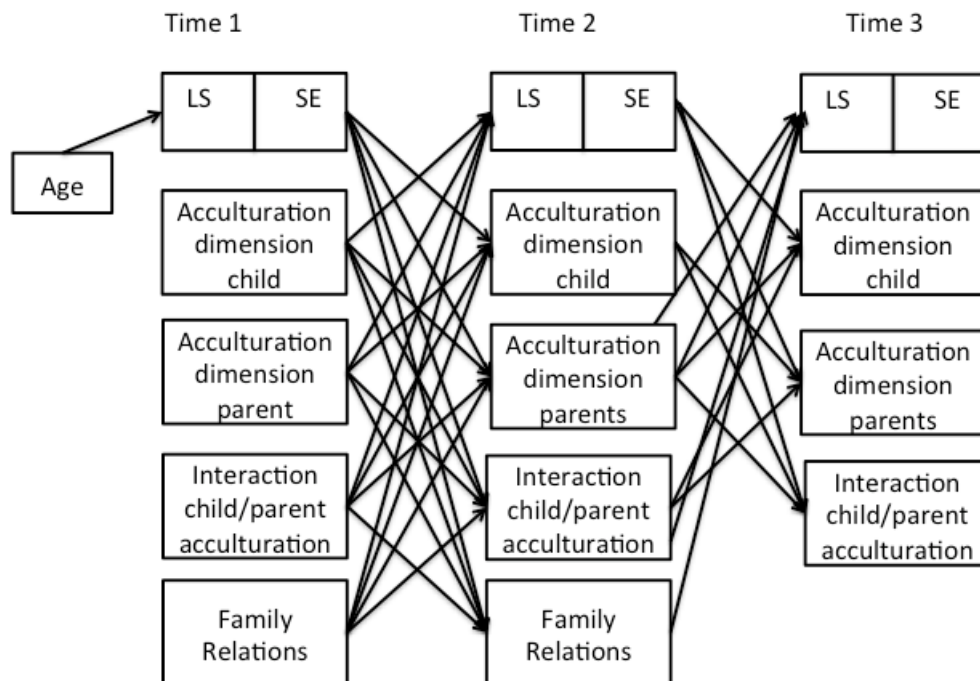 Time 1
Time 2
Time 3
LS
SE
LS
SE
LS
SE
Age
Acculturation
dimension
child
Acculturation
dimension
child
Acculturation
dimension
child
Acculturation
dimension
parent
Acculturation
dimension
parents
Acculturation
dimension
parents
Interaction
child/parent
acculturation
Interaction
child/parent
acculturation
Interaction
child/parent
acculturation
Family
Relations
Family
Relations